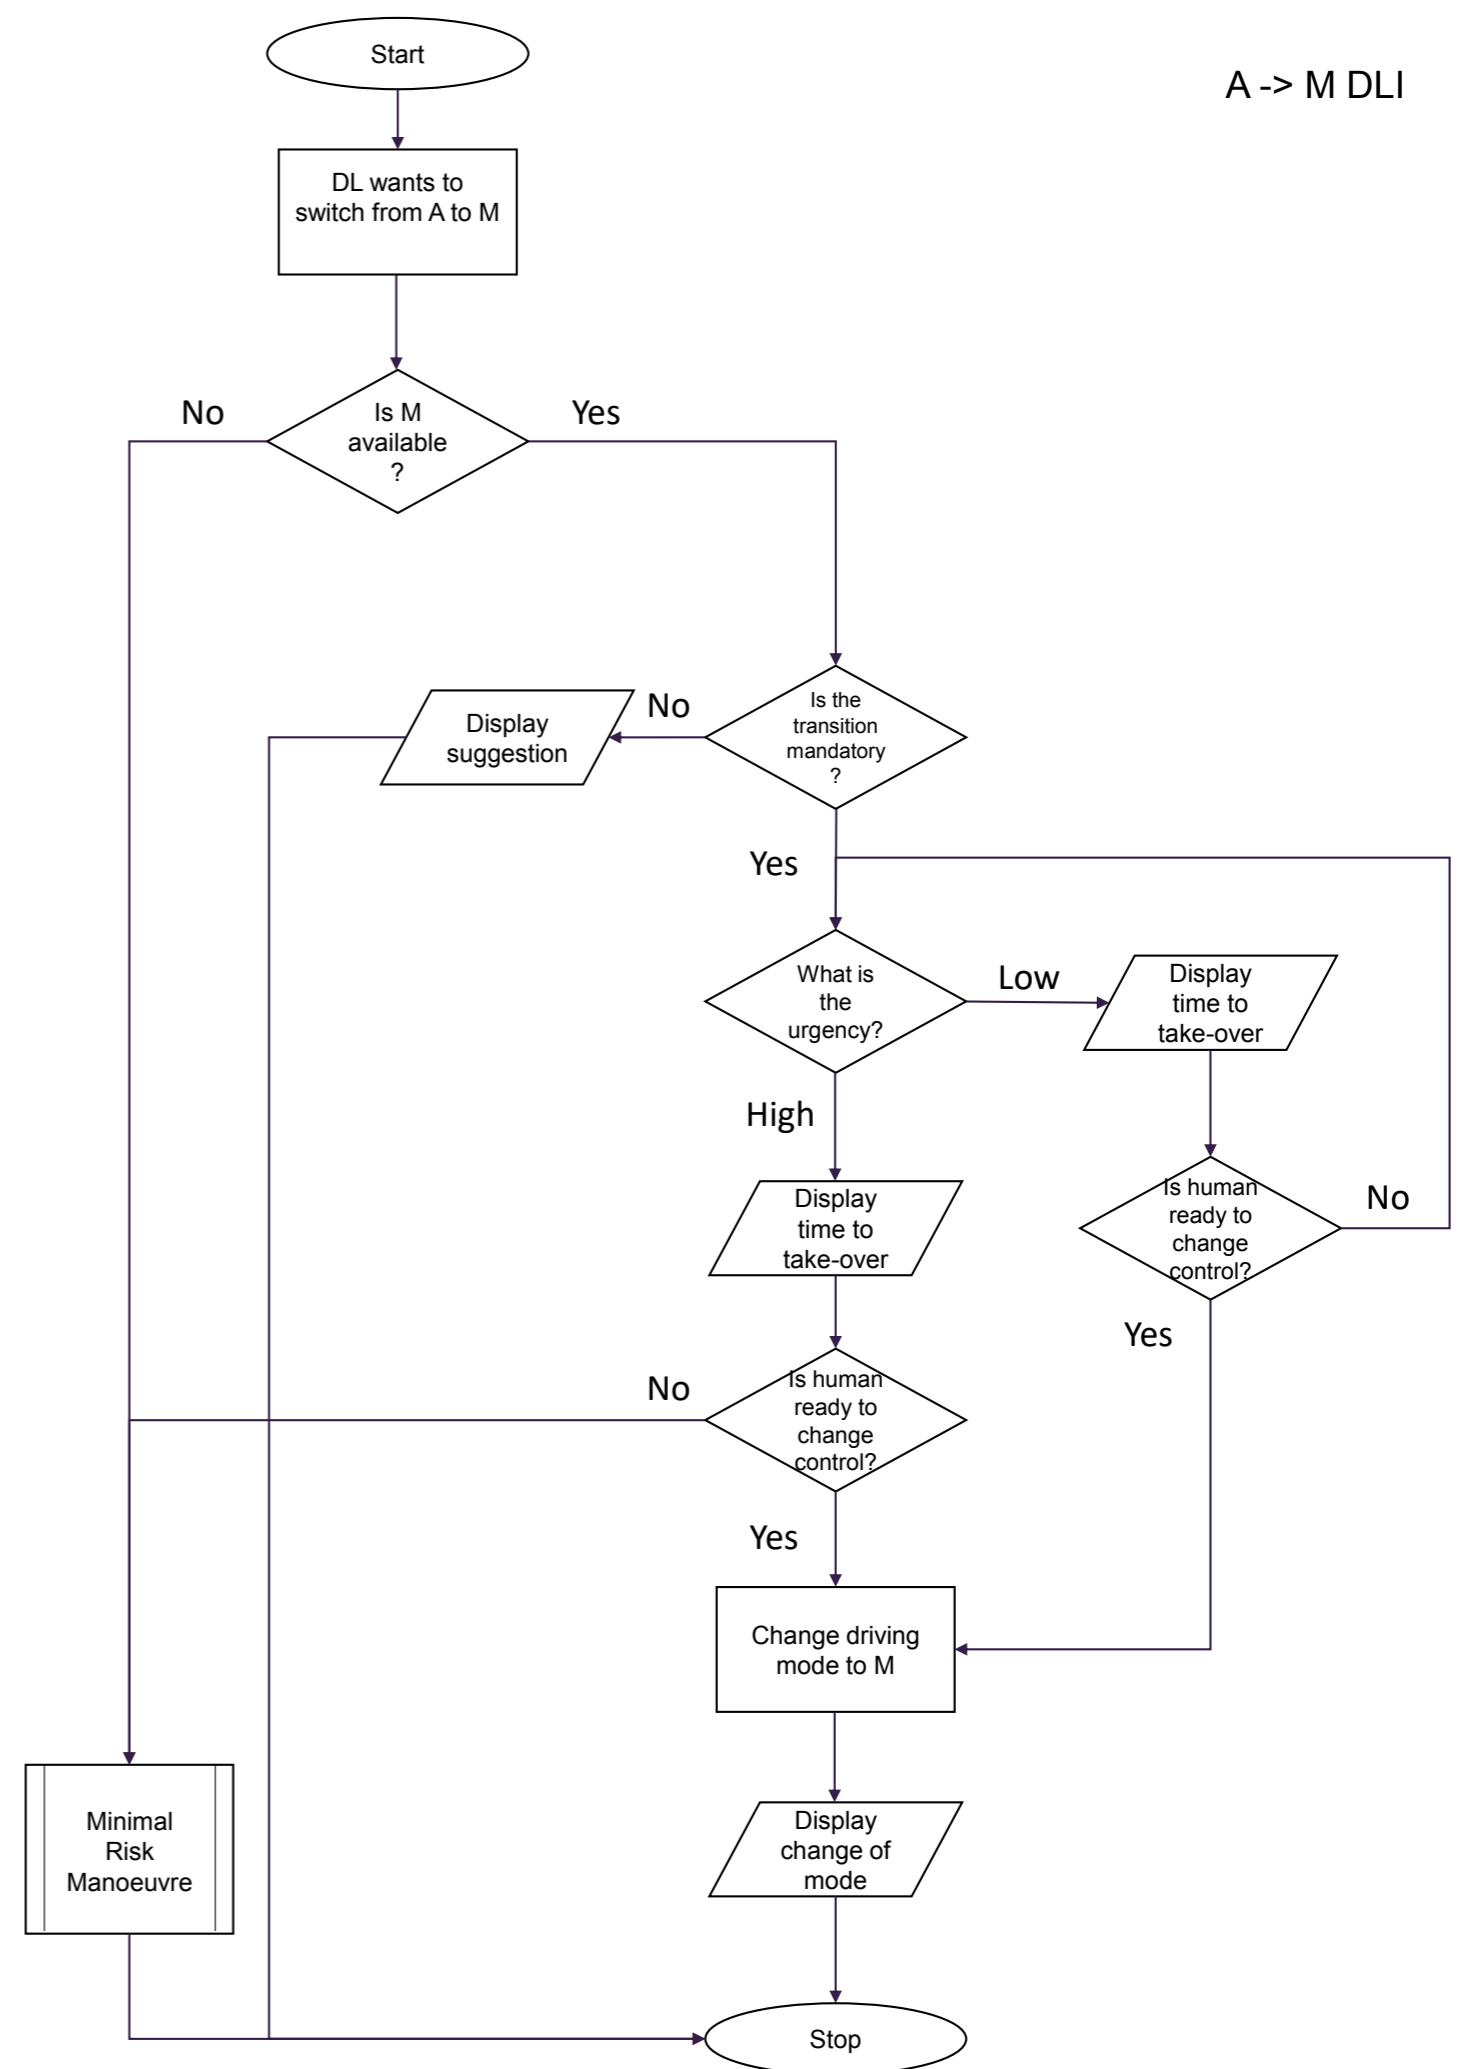 Start
A -> M DLI
DL wants to
switch from A to M
No
Yes
Is M
available
?
Display
suggestion
No
Is the
transition
mandatory
?
Yes
What is
the
urgency?
Low
Display
time to
take-over
High
Display
time to
take-over
Is human
ready to
change
control?
No
Yes
No
Is human
ready to
change
control?
Yes
Change driving
mode to M
Minimal
Risk
Manoeuvre
Display
change of
mode
Stop